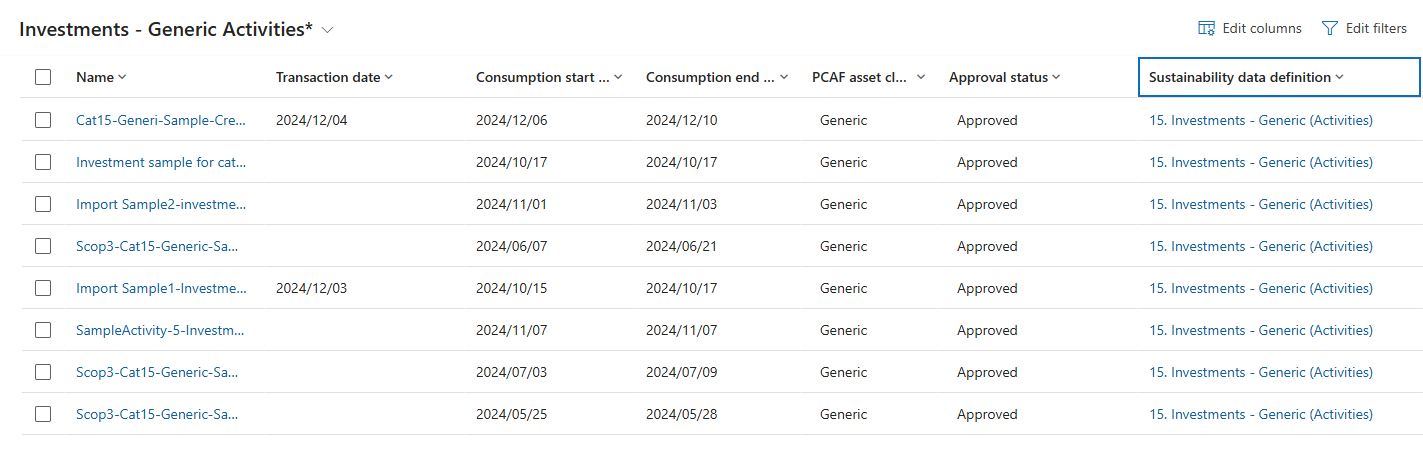 Investments - Generic Activities*
Edit columns Edit filters
Name Transaction date Consumption start ... Consumption end ... PCAF asset cl... Approval status Sustainability data definition
Cat15-Generi-Sample-Cre... 2024/12/04 2024/12/06 2024/12/10 Generic Approved 15. Investments - Generic (Activities)
Investment sample for cat... 2024/10/17 2024/10/17 Generic Approved 15. Investments - Generic (Activities)
Import Sample2-investme... 2024/11/01 2024/11/03 Generic Approved 15. Investments - Generic (Activities)
Scop3-Cat15-Generic-Sa... 2024/06/07 2024/06/21 Generic Approved 15. Investments - Generic (Activities)
Import Sample1-Investme... 2024/12/03 2024/10/15 2024/10/17 Generic Approved 15. Investments - Generic (Activities)
SampleActivity-5-Investm... 2024/11/07 2024/11/07 Generic Approved 15. Investments - Generic (Activities)
Scop3-Cat15-Generic-Sa... 2024/07/03 2024/07/09 Generic Approved 15. Investments - Generic (Activities)
Scop3-Cat15-Generic-Sa... 2024/05/25 2024/05/28 Generic Approved 15. Investments - Generic (Activities)